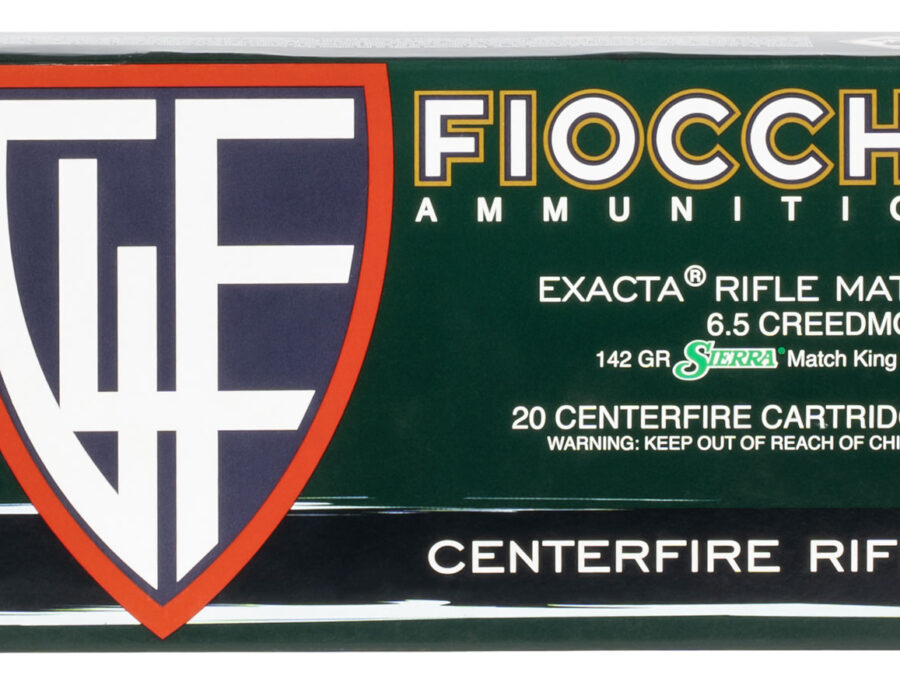 FIOCCH
AMMUNITIO
EXACTA® RIFLE MAT
6.5 CREEDMO
142 GR SIERRA® Match King
20 CENTERFIRE CARTRIDG
WARNING: KEEP OUT OF REACH OF CHI
CENTERFIRE RIF